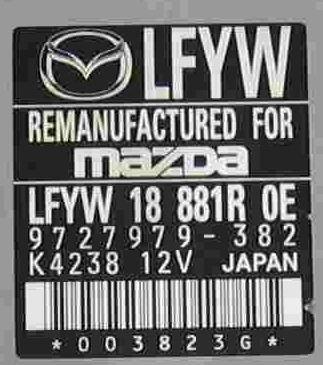 LFYW
REMANUFACTURED FOR
mazda
LFYW 18 881R 0E
9727979-382
K4238 12V JAPAN
*003823G*